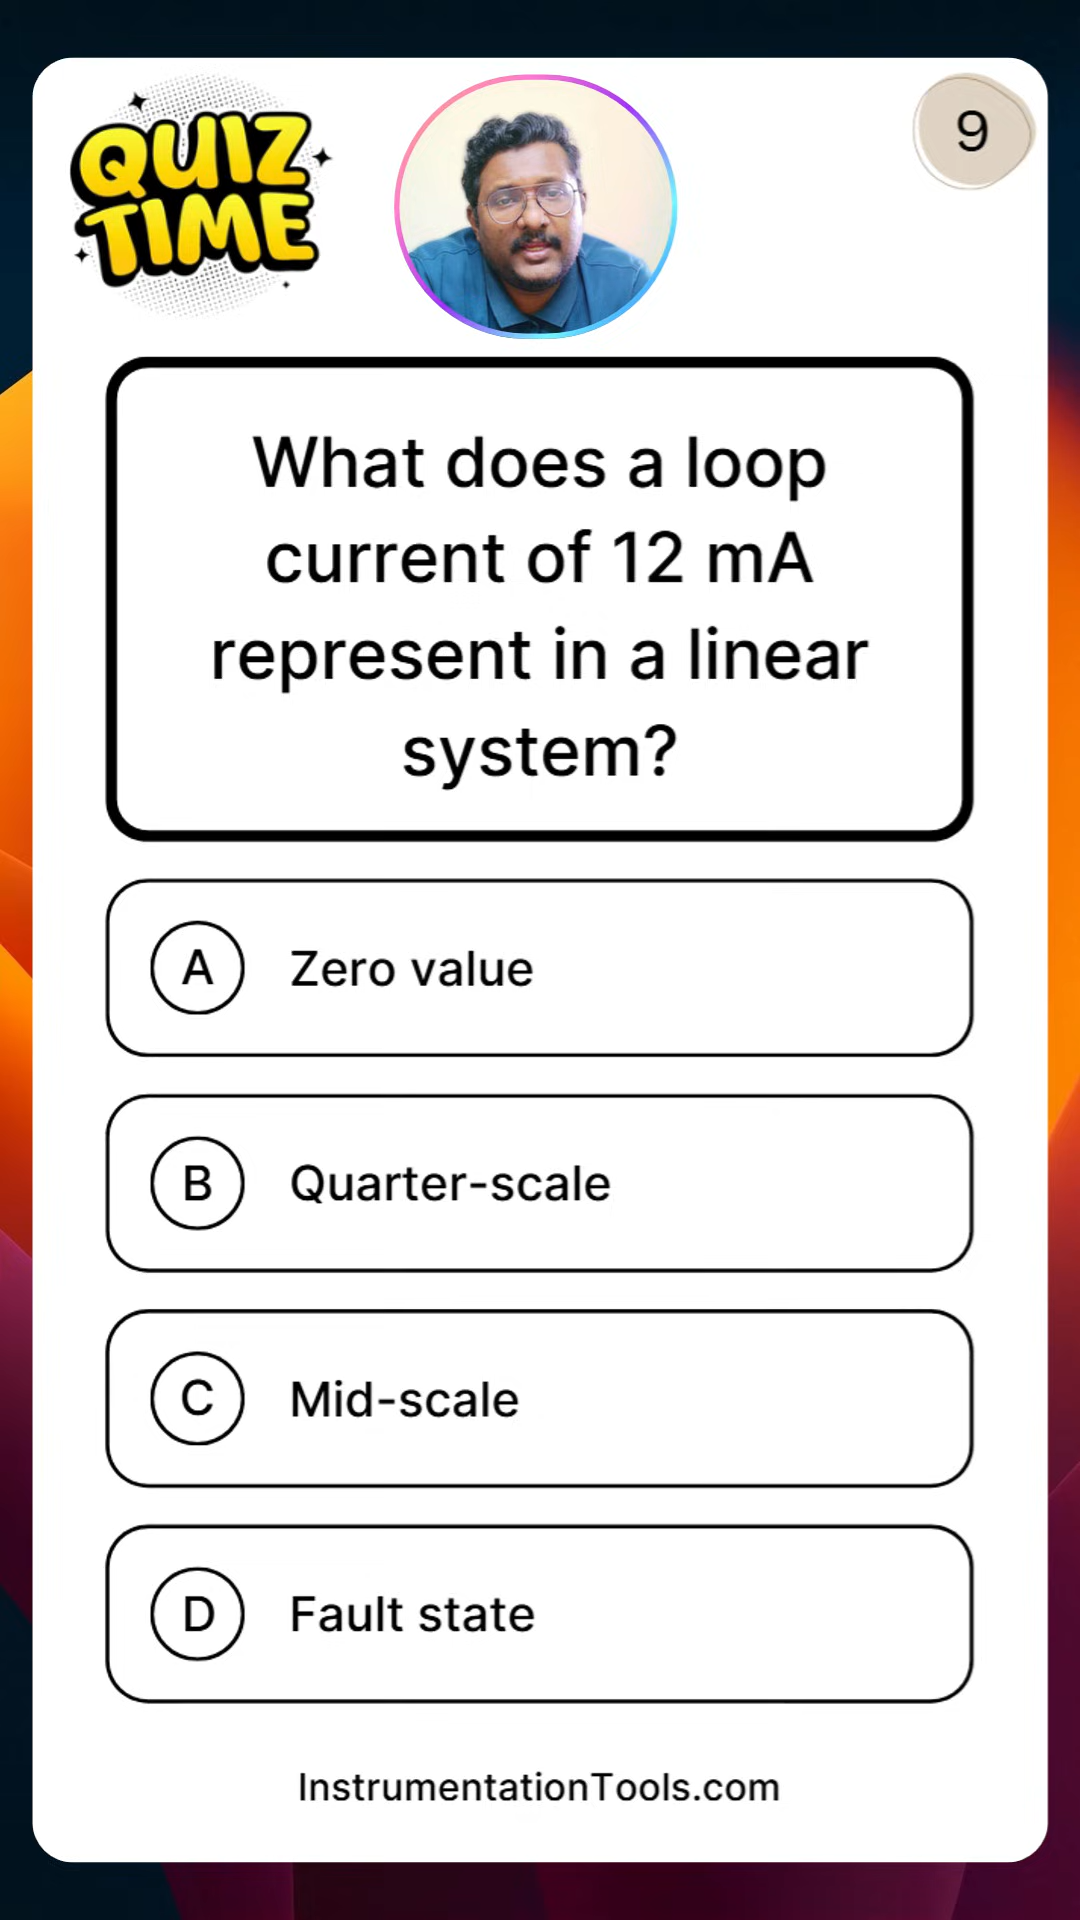 QUIZ
TIME
9
What does a loop
current of 12 mA
represent in a linear
system?
A Zero value
B Quarter-scale
C Mid-scale
D Fault state
InstrumentationTools.com